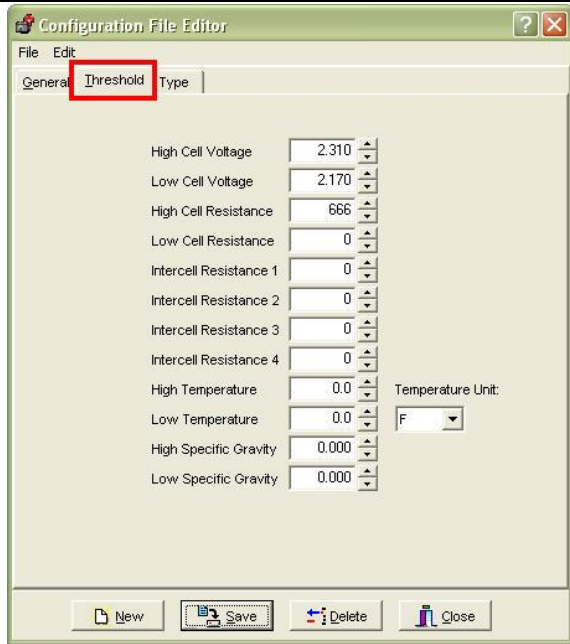 Configuration File Editor
File Edit
General Threshold Type
High Cell Voltage 2.310
Low Cell Voltage 2.170
High Cell Resistance 666
Low Cell Resistance 0
Intercell Resistance 1 0
Intercell Resistance 2 0
Intercell Resistance 3 0
Intercell Resistance 4 0
High Temperature 0.0 Temperature Unit:
Low Temperature 0.0 F
High Specific Gravity 0.000
Low Specific Gravity 0.000
New Save Delete Close